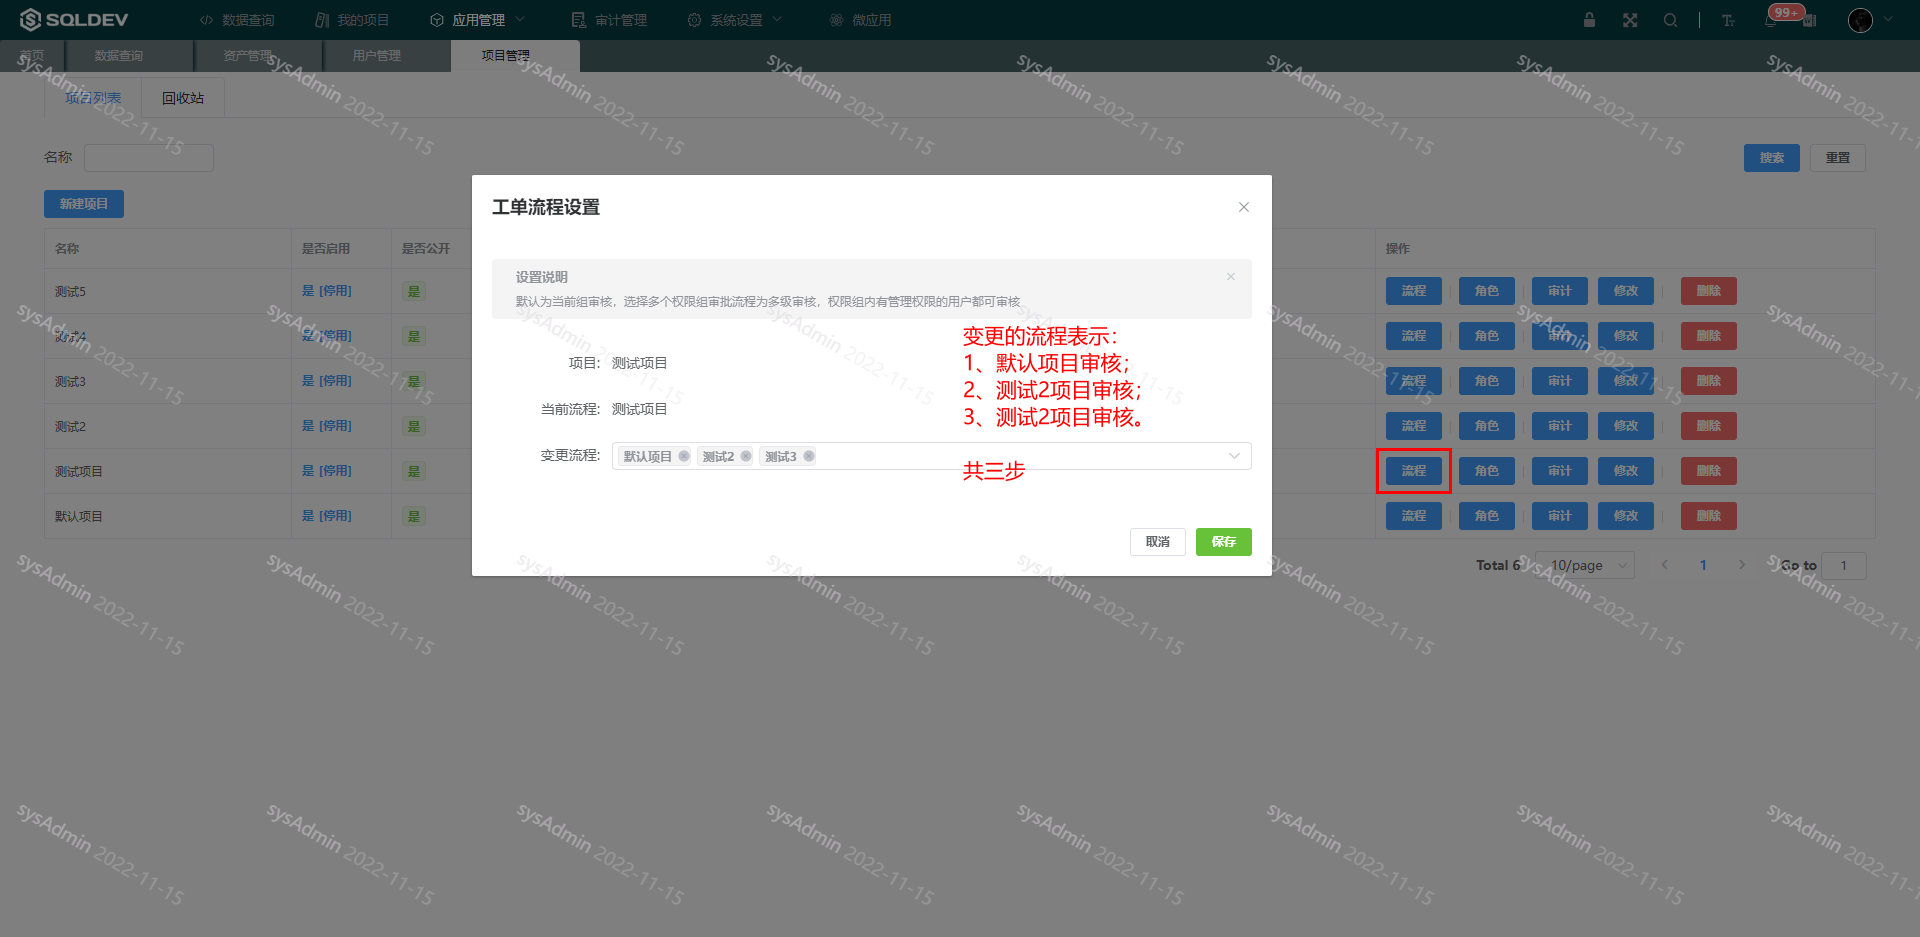 SQLDEV 数据查询 我的项目 应用管理 审计管理 系统设置 微应用 99+
首页 数据查询 资产管理 用户管理 项目管理
项目列表 回收站
名称 搜索 重置
新建项目
工单流程设置
设置说明
默认为当前组审核，选择多个权限组审批流程为多级审核，权限组内有管理权限的用户都可审核
变更的流程表示：
1、默认项目审核；
2、测试2项目审核；
3、测试2项目审核。
项目: 测试项目
当前流程: 测试项目
变更流程: 默认项目 测试2 测试3
共三步
取消 保存
名称 是否启用 是否公开 操作
测试5 是 [停用] 是 流程 角色 审计 修改 删除
测试4 是 [停用] 是 流程 角色 审计 修改 删除
测试3 是 [停用] 是 流程 角色 审计 修改 删除
测试2 是 [停用] 是 流程 角色 审计 修改 删除
测试项目 是 [停用] 是 流程 角色 审计 修改 删除
默认项目 是 [停用] 是 流程 角色 审计 修改 删除
Total 6 10/page 1 Go to 1
sysAdmin 2022-11-15